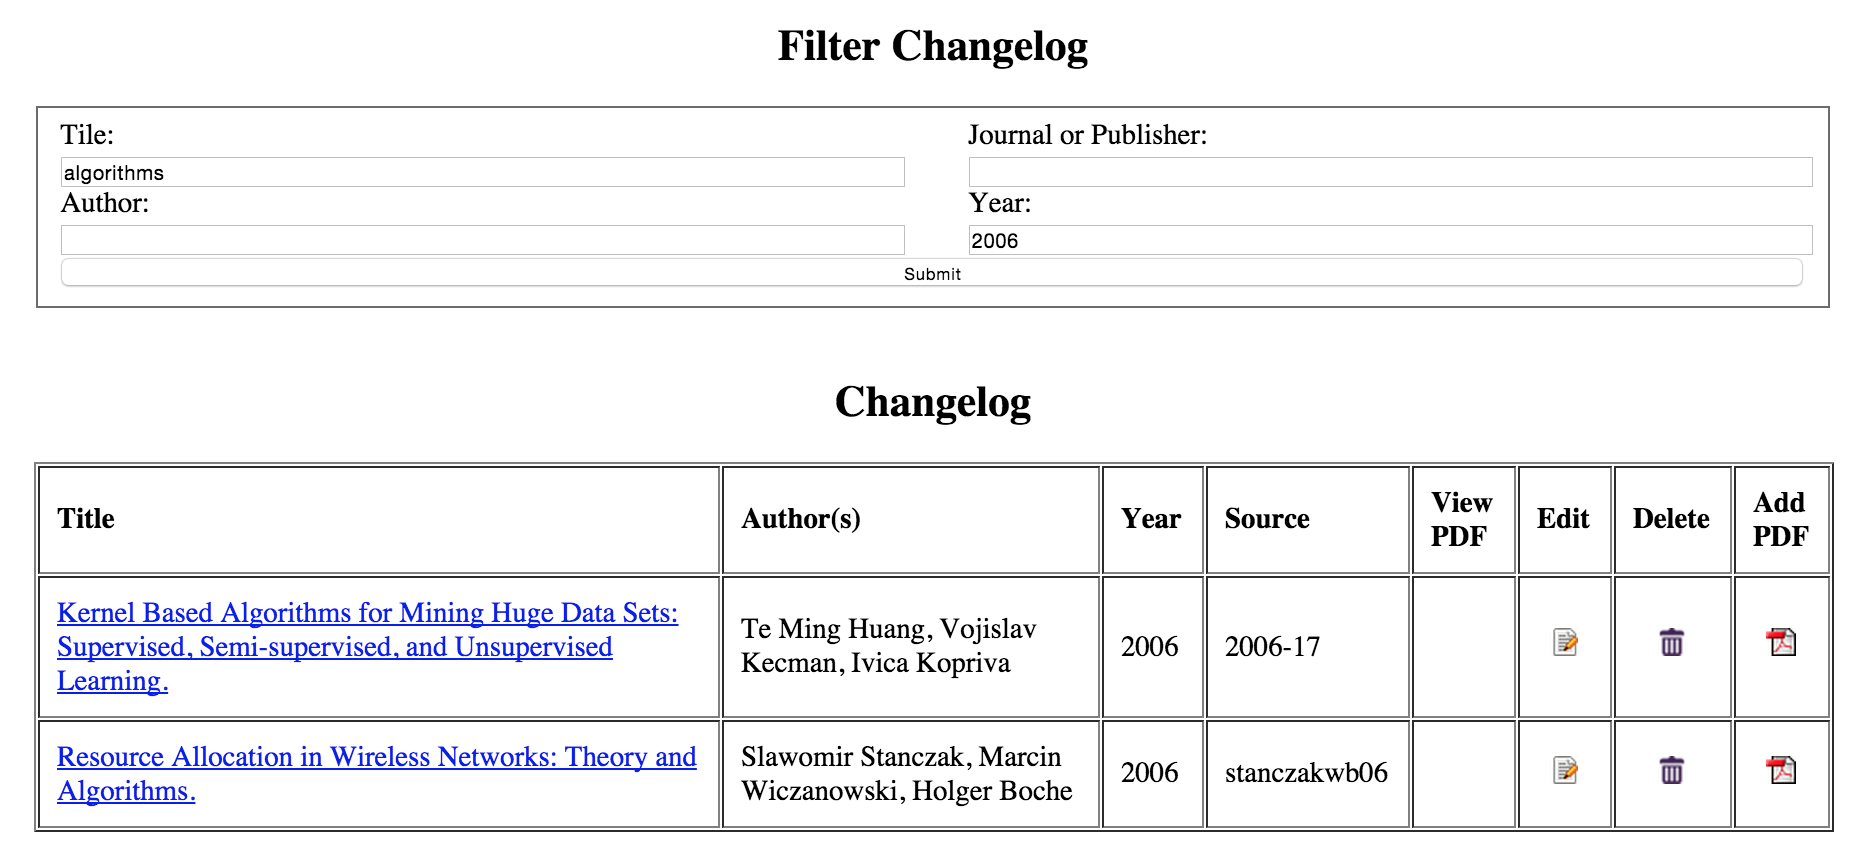 Filter Changelog
Tile:
Journal or Publisher:
algorithms
Author:
Year:
2006
Submit
Changelog
Title
Author(s)
Year
Source
View
PDF
Edit
Delete
Add
PDF
Kernel Based Algorithms for Mining Huge Data Sets:
Supervised, Semi-supervised, and Unsupervised
Learning.
Te Ming Huang, Vojislav
Kecman, Ivica Kopriva
2006
2006-17
Resource Allocation in Wireless Networks: Theory and
Algorithms.
Slawomir Stanczak, Marcin
Wiczanowski, Holger Boche
2006
stanczakwb06